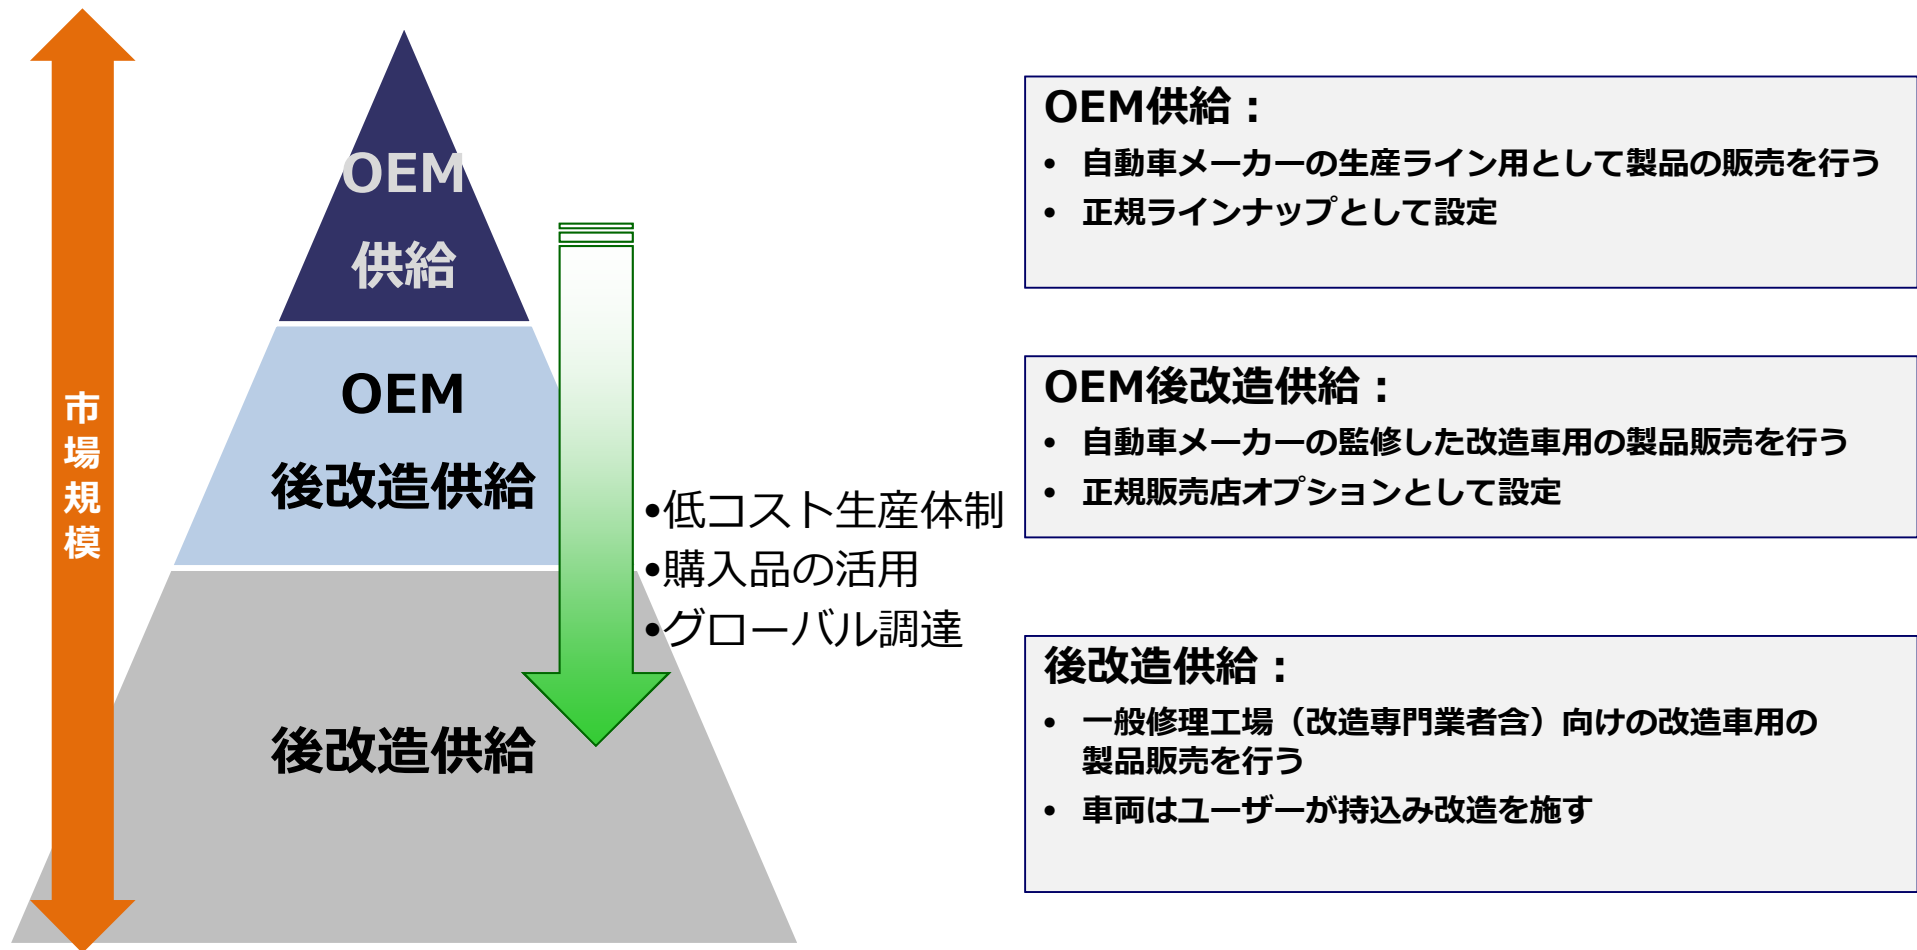 市場規模
OEM
供給
OEM
後改造供給
後改造供給
•低コスト生産体制
•購入品の活用
•グローバル調達
OEM供給：
• 自動車メーカーの生産ライン用として製品の販売を行う
• 正規ラインナップとして設定
OEM後改造供給：
• 自動車メーカーの監修した改造車用の製品販売を行う
• 正規販売店オプションとして設定
後改造供給：
• 一般修理工場（改造専門業者含）向けの改造車用の
製品販売を行う
• 車両はユーザーが持込み改造を施す